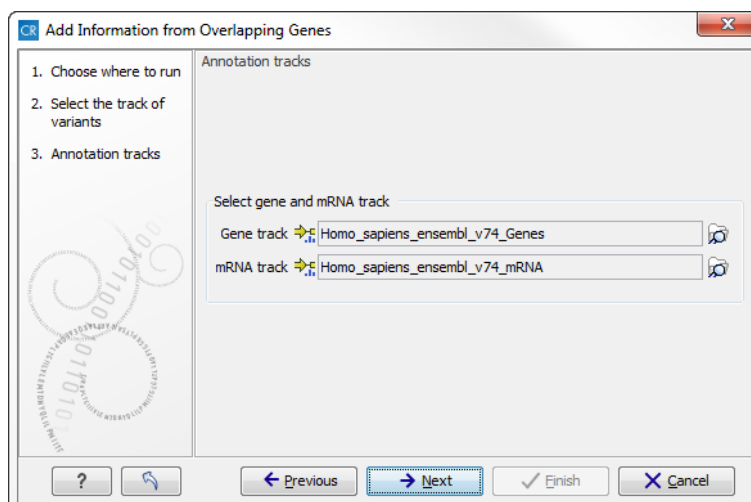 CR Add Information from Overlapping Genes
1. Choose where to run
2. Select the track of
variants
3. Annotation tracks
Annotation tracks
Select gene and mRNA track
Gene track Homo_sapiens_ensembl_v74_Genes
mRNA track Homo_sapiens_ensembl_v74_mRNA
? Previous Next Finish Cancel